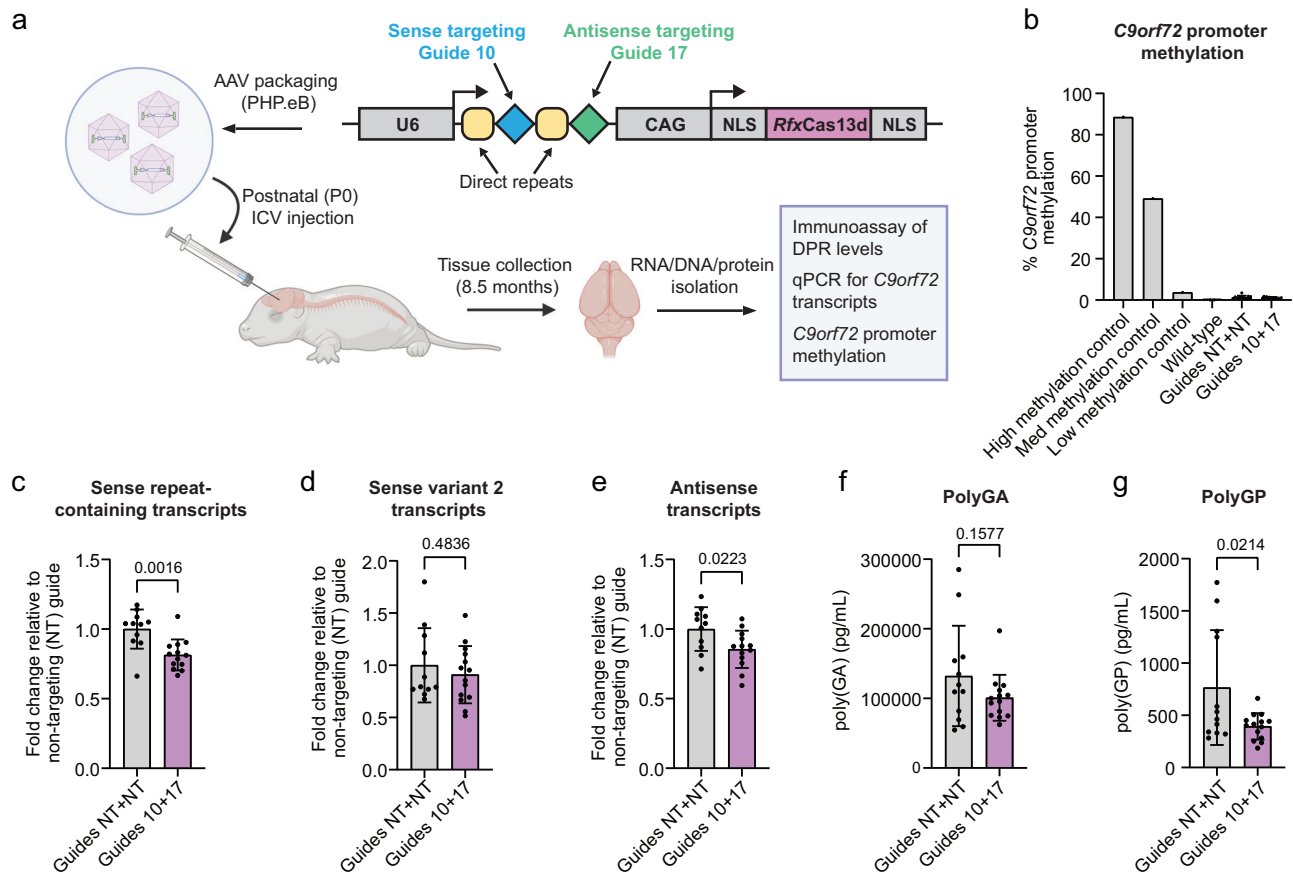 a
Sense targeting
Guide 10
Antisense targeting
Guide 17
AAV packaging
(PHP.eB)
U6
CAG
NLS
RfxCas13d
NLS
Direct repeats
Postnatal (P0)
ICV injection
Tissue collection
(8.5 months)
RNA/DNA/protein
isolation
Immunoassay of
DPR levels
qPCR for C9orf72
transcripts
C9orf72 promoter
methylation
b
C9orf72 promoter
methylation
% C9orf72 promoter
methylation
100
80
60
40
20
0
High methylation control
Med methylation control
Low methylation control
Wild-type
Guides NT+NT
Guides 10+17
c
Sense repeat-
containing transcripts
Fold change relative to
non-targeting (NT) guide
1.5
1.0
0.5
0.0
0.0016
Guides NT+NT
Guides 10+17
d
Sense variant 2
transcripts
Fold change relative to
non-targeting (NT) guide
2.0
1.5
1.0
0.5
0.0
0.4836
Guides NT+NT
Guides 10+17
e
Antisense
transcripts
Fold change relative to
non-targeting (NT) guide
1.5
1.0
0.5
0.0
0.0223
Guides NT+NT
Guides 10+17
f
PolyGA
poly(GA) (pg/mL)
300000
200000
100000
0
0.1577
Guides NT+NT
Guides 10+17
g
PolyGP
poly(GP) (pg/mL)
2000
1500
1000
500
0
0.0214
Guides NT+NT
Guides 10+17